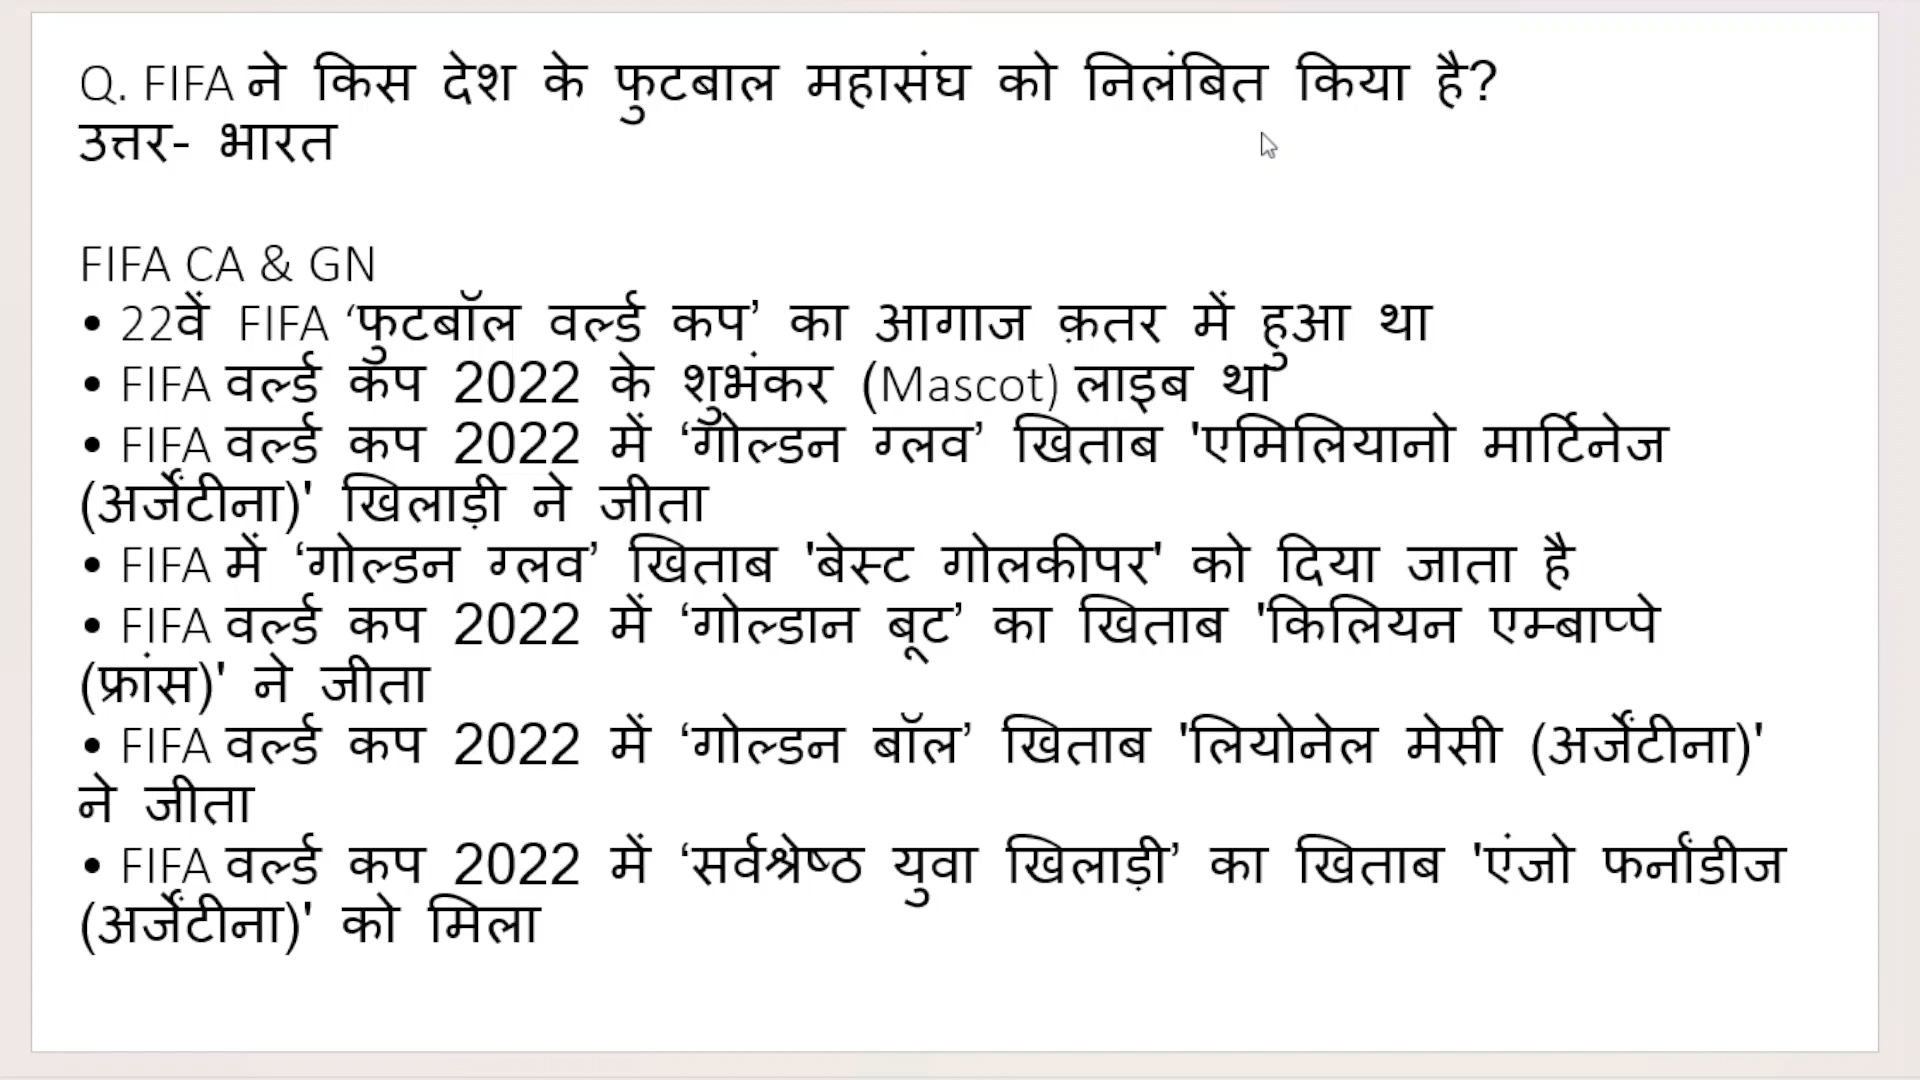 Q. FIFA ने किस देश के फुटबाल महासंघ को निलंबित किया है?
उत्तर- भारत
FIFA CA & GN
• 22वें FIFA ‘फुटबॉल वर्ल्ड कप’ का आगाज क़तर में हुआ था
• FIFA वर्ल्ड कप 2022 के शुभंकर (Mascot) लाइब था
• FIFA वर्ल्ड कप 2022 में ‘गोल्डन ग्लव’ खिताब 'एमिलियानो मार्टिनेज
(अर्जेंटीना)' खिलाड़ी ने जीता
• FIFA में ‘गोल्डन ग्लव’ खिताब 'बेस्ट गोलकीपर' को दिया जाता है
• FIFA वर्ल्ड कप 2022 में ‘गोल्डान बूट’ का खिताब 'किलियन एम्बाप्पे
(फ्रांस)' ने जीता
• FIFA वर्ल्ड कप 2022 में ‘गोल्डन बॉल’ खिताब 'लियोनेल मेसी (अर्जेंटीना)'
ने जीता
• FIFA वर्ल्ड कप 2022 में ‘सर्वश्रेष्ठ युवा खिलाड़ी’ का खिताब 'एंजो फर्नांडीज
(अर्जेंटीना)' को मिला